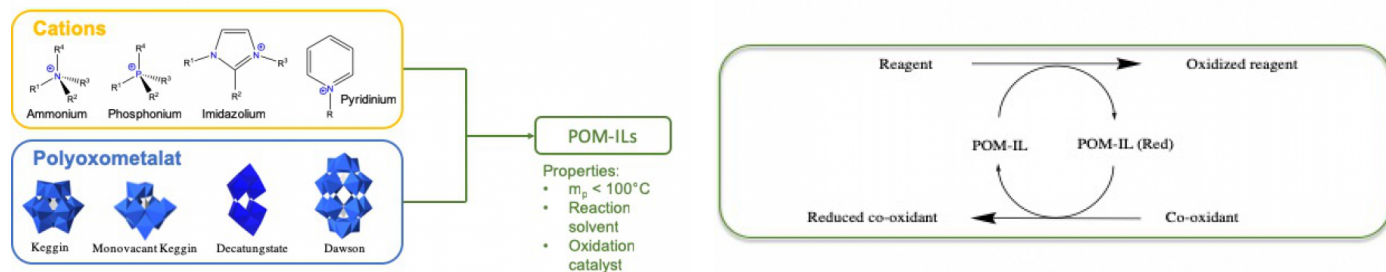 Cations
R⁴
N
⊕
R¹
R³
R²
Ammonium
R⁴
P
⊕
R¹
R³
R²
Phosphonium
R¹
N
N
⊕
R³
R²
Imidazolium
N
⊕
R
Pyridinium
Polyoxometalat
Keggin
Monovacant Keggin
Decatungstate
Dawson
POM-ILs
Properties:
• mₚ < 100°C
• Reaction
solvent
• Oxidation
catalyst
Reagent
Oxidized reagent
POM-IL
POM-IL (Red)
Reduced co-oxidant
Co-oxidant